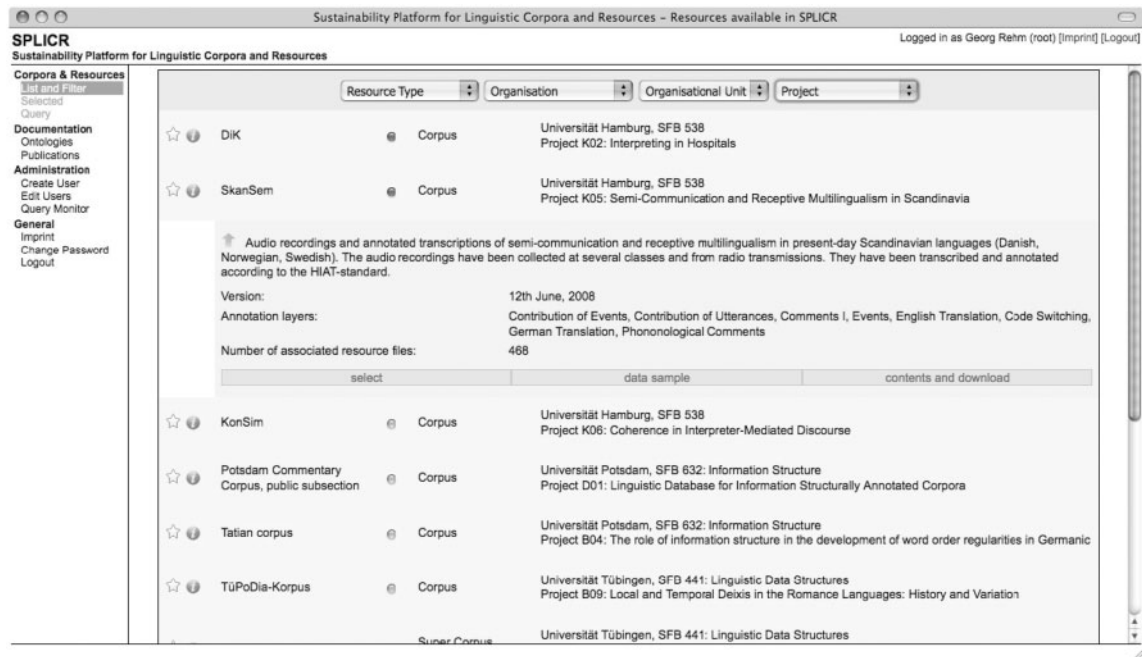 Sustainability Platform for Linguistic Corpora and Resources – Resources available in SPLICR
SPLICR
Logged in as Georg Rehm (root) [Imprint] [Logout]
Sustainability Platform for Linguistic Corpora and Resources
Corpora & Resources
List and Filter
Selected
Query
Documentation
Ontologies
Publications
Administration
Create User
Edit Users
Query Monitor
General
Imprint
Change Password
Logout
Resource Type Organisation Organisational Unit Project
DiK Corpus
Universität Hamburg, SFB 538
Project K02: Interpreting in Hospitals
SkanSem Corpus
Universität Hamburg, SFB 538
Project K05: Semi-Communication and Receptive Multilingualism in Scandinavia
Audio recordings and annotated transcriptions of semi-communication and receptive multilingualism in present-day Scandinavian languages (Danish,
Norwegian, Swedish). The audio recordings have been collected at several classes and from radio transmissions. They have been transcribed and annotated
according to the HIAT-standard.
Version: 12th June, 2008
Annotation layers: Contribution of Events, Contribution of Utterances, Comments I, Events, English Translation, Code Switching,
German Translation, Phononological Comments
Number of associated resource files: 468
select data sample contents and download
KonSim Corpus
Universität Hamburg, SFB 538
Project K06: Coherence in Interpreter-Mediated Discourse
Potsdam Commentary
Corpus, public subsection
Corpus
Universität Potsdam, SFB 632: Information Structure
Project D01: Linguistic Database for Information Structurally Annotated Corpora
Tatian corpus Corpus
Universität Potsdam, SFB 632: Information Structure
Project B04: The role of information structure in the development of word order regularities in Germanic
TüPoDia-Korpus Corpus
Universität Tübingen, SFB 441: Linguistic Data Structures
Project B09: Local and Temporal Deixis in the Romance Languages: History and Variation
Super Corpus
Universität Tübingen, SFB 441: Linguistic Data Structures